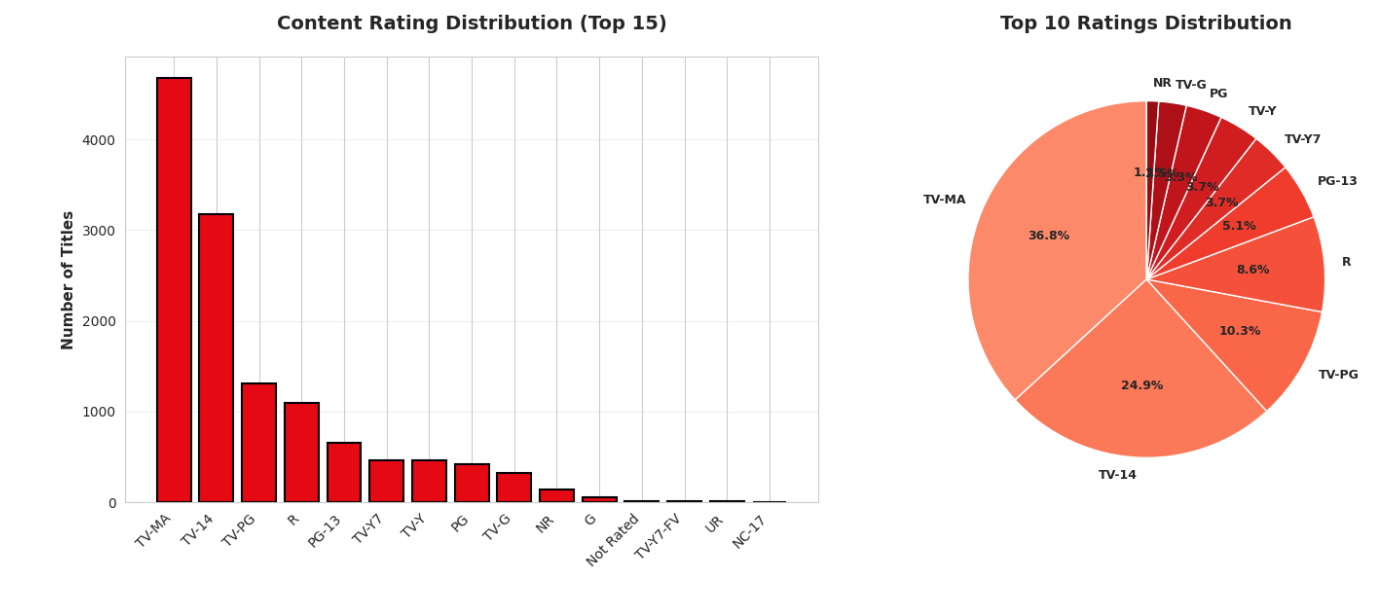 Content Rating Distribution (Top 15)
Number of Titles
4000
3000
2000
1000
0
TV-MA
TV-14
TV-PG
R
PG-13
TV-Y7
TV-Y
PG
TV-G
NR
G
Not Rated
TV-Y7-FV
UR
NC-17
Top 10 Ratings Distribution
NR
TV-G
PG
TV-Y
TV-Y7
PG-13
R
TV-PG
TV-14
TV-MA
3.7%
3.7%
5.1%
8.6%
10.3%
24.9%
36.8%